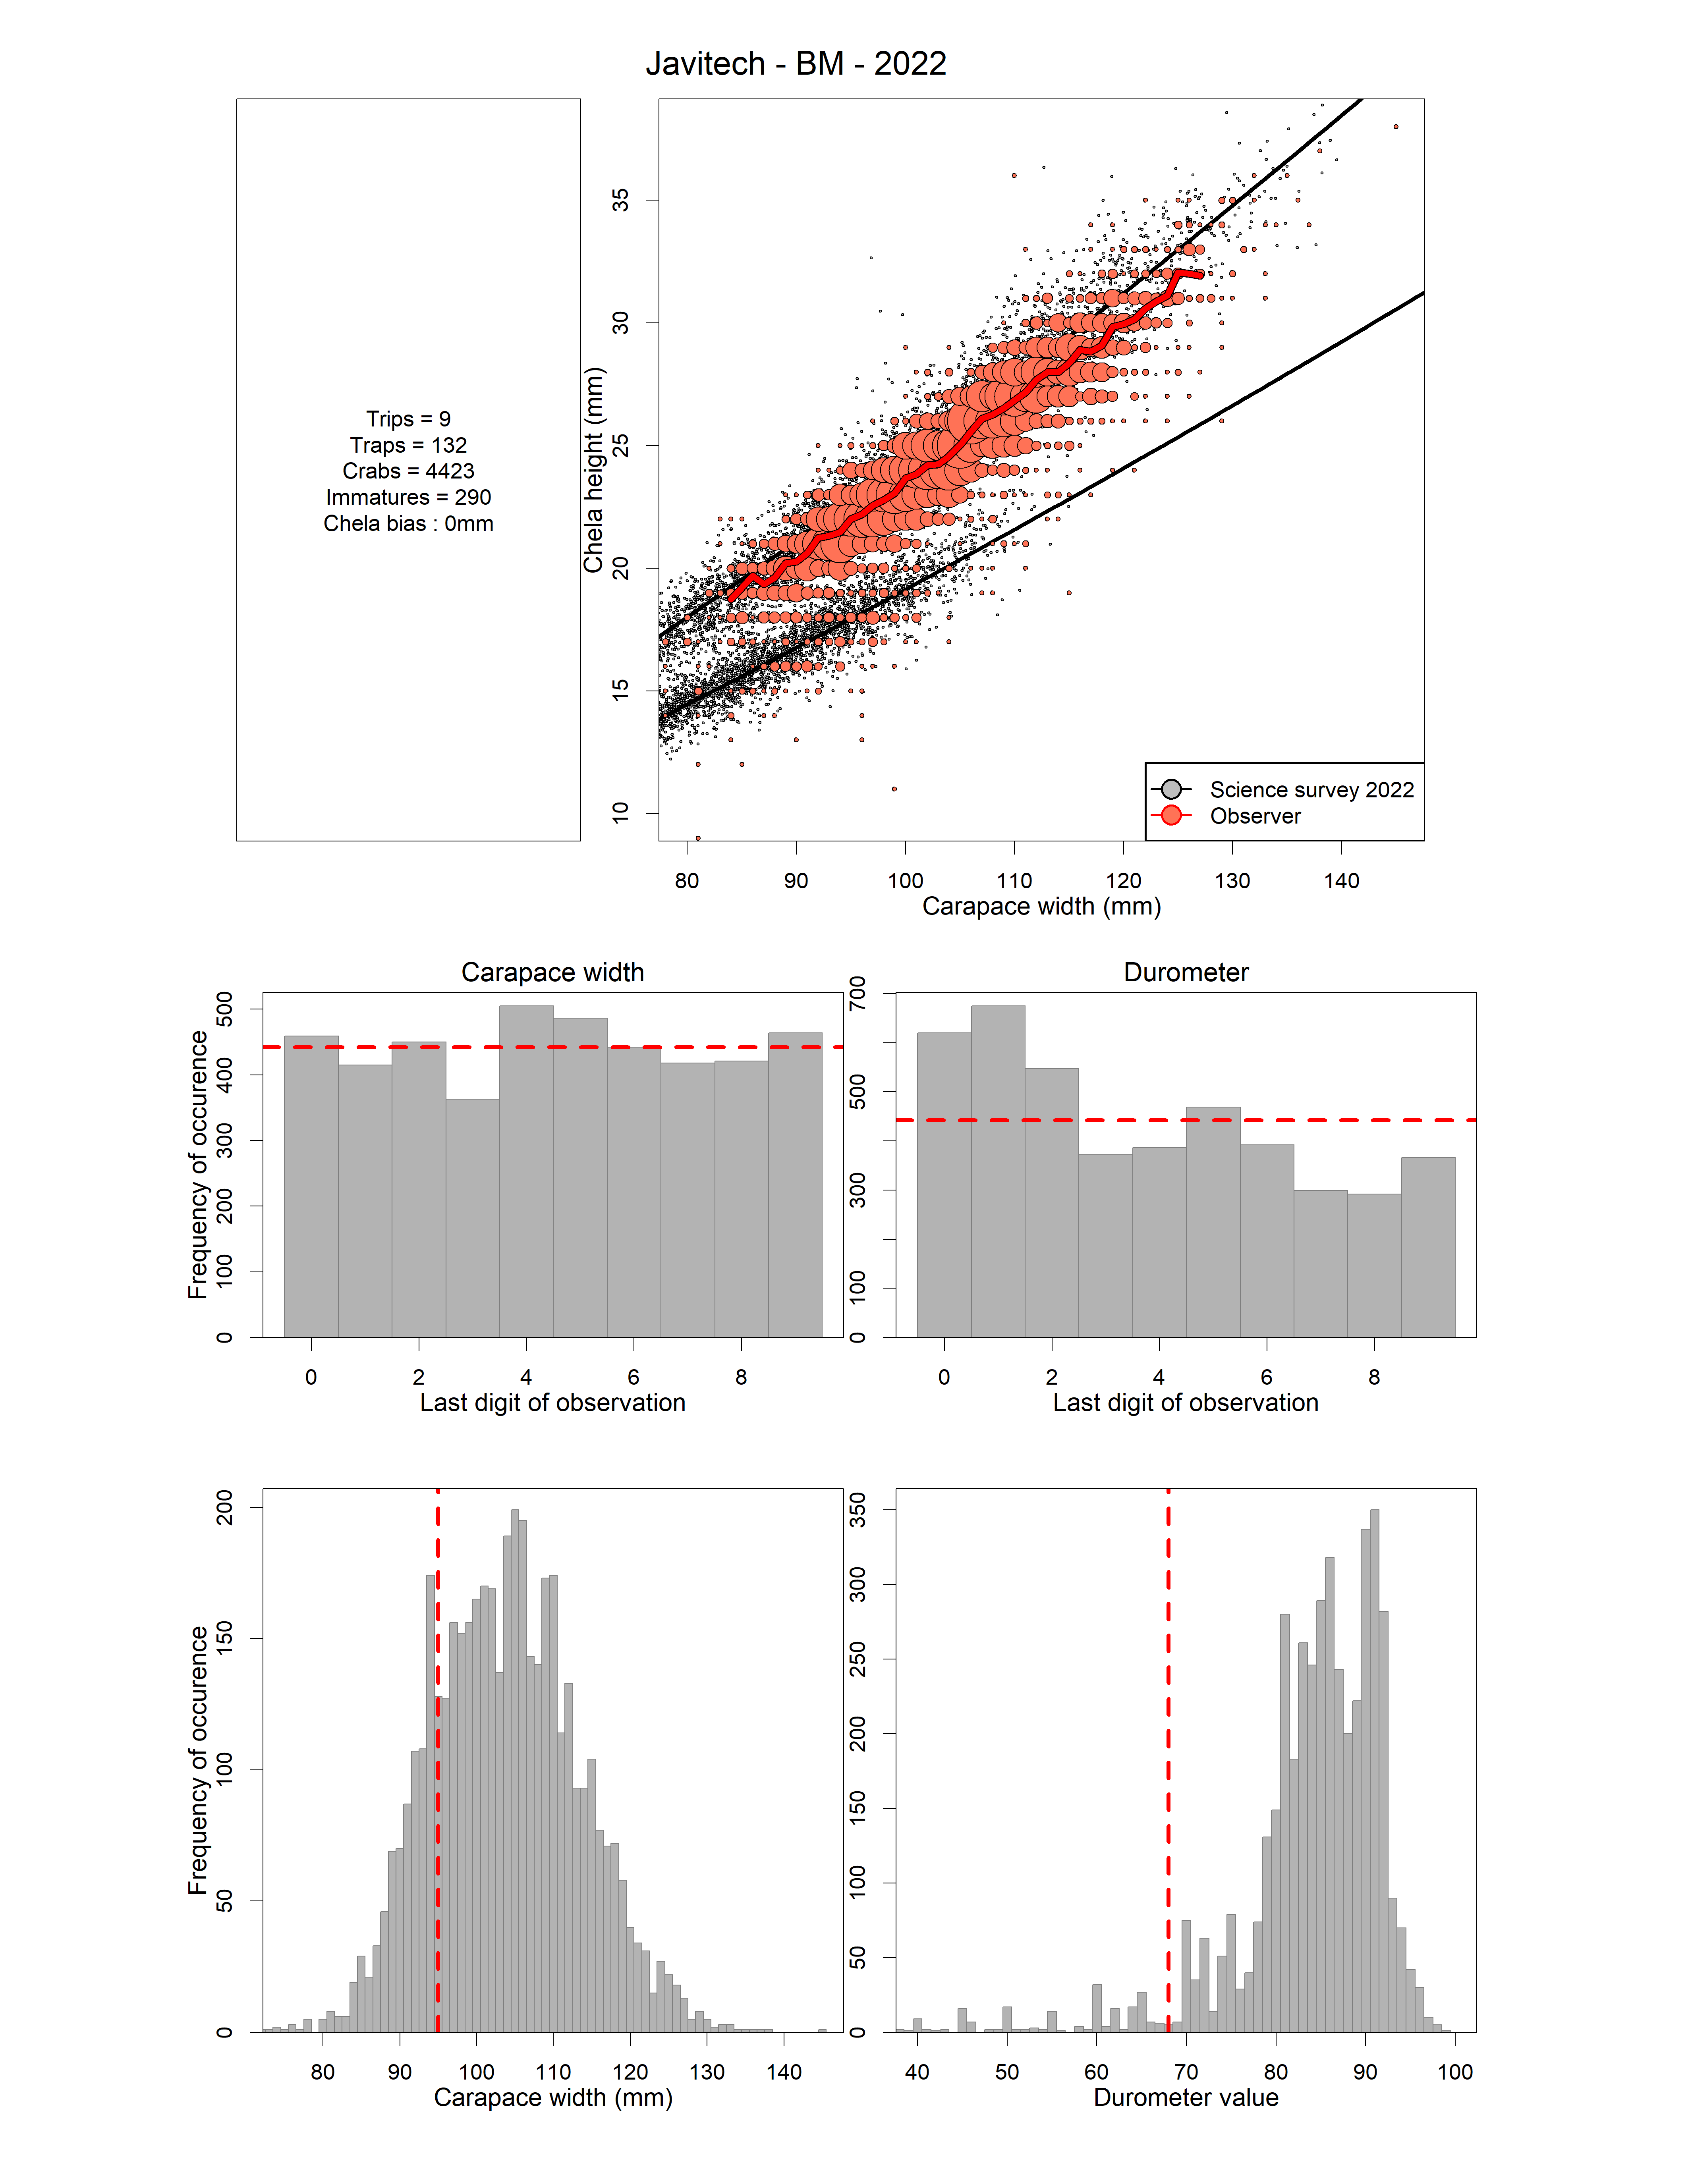 Javitech - BM - 2022
Trips = 9
Traps = 132
Crabs = 4423
Immatures = 290
Chela bias : 0mm
Chela height (mm)
35
30
25
20
15
10
Science survey 2022
Observer
80 90 100 110 120 130 140
Carapace width (mm)
Carapace width
Frequency of occurence
500
400
300
200
100
0
0 2 4 6 8
Last digit of observation
Durometer
700
500
300
100
0
0 2 4 6 8
Last digit of observation
Frequency of occurence
200
150
100
50
0
80 90 100 110 120 130 140
Carapace width (mm)
350
300
250
200
150
100
50
0
40 50 60 70 80 90 100
Durometer value